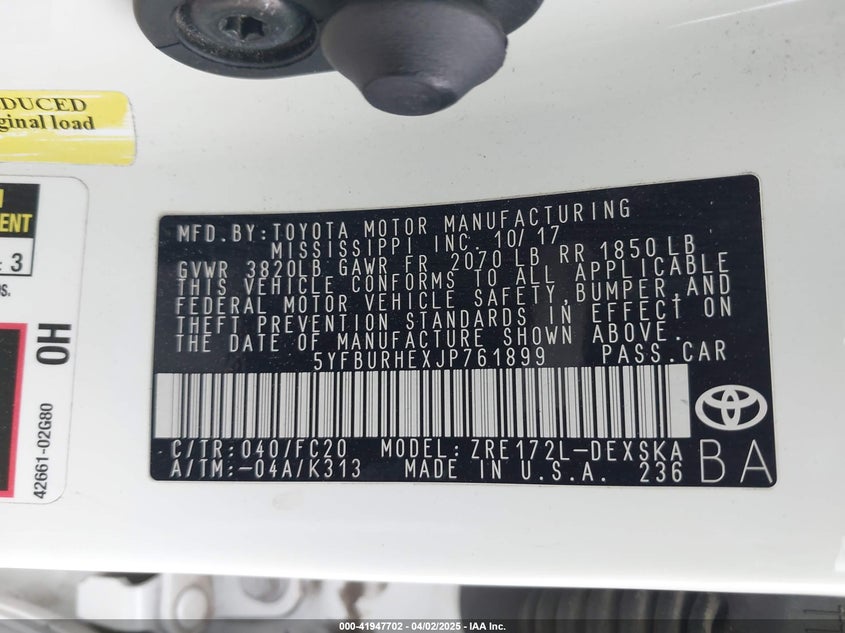 DUCED
ginal load
ENT
3
OH
42661-02G80
MFD.BY:TOYOTA MOTOR MANUFACTURING
MISSISSIPPI INC. 10/17
GVWR 3820LB GAWR FR 2070 LB RR 1850 LB
THIS VEHICLE CONFORMS TO ALL APPLICABLE
FEDERAL MOTOR VEHICLE SAFETY,BUMPER,AND
THEFT PREVENTION STANDARDS IN EFFECT ON
THE DATE OF MANUFACTURE SHOWN ABOVE.
5YFBURHEXJP761899 PASS.CAR
C/TR:040/FC20 MODEL:ZRE172L-DEXSKA
A/TM:-04A/K313 MADE IN U.S.A. 236
BA
000-41947702 - 04/02/2025 - IAA Inc.